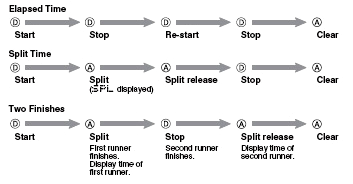 Elapsed Time
Ⓓ Ⓓ Ⓓ Ⓓ Ⓐ
Start Stop Re-start Stop Clear
Split Time
Ⓓ Ⓐ Ⓐ Ⓓ Ⓐ
Start Split Split release Stop Clear
(SPL displayed)
Two Finishes
Ⓓ Ⓐ Ⓓ Ⓐ Ⓐ
Start Split Stop Split release Clear
First runner Second runner Display time of
finishes. finishes. second runner.
Display time of
first runner.